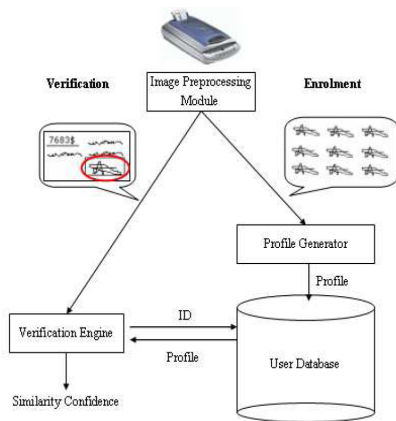 Verification
Image Preprocessing
Module
Enrolment
7683$
Profile Generator
Profile
Verification Engine
ID
Profile
User Database
Similarity Confidence